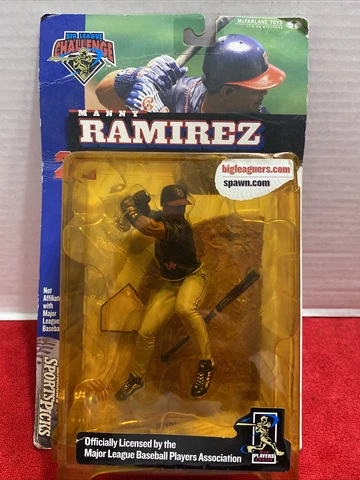 BIG LEAGUE
CHALLENGE
McFARLANE TOYS
MANNY
RAMIREZ
bigleaguers.com
spawn.com
Not
Affiliated
with
Major
League
Baseball
SPORTSPICKS
Officially Licensed by the
Major League Baseball Players Association
PLAYERS